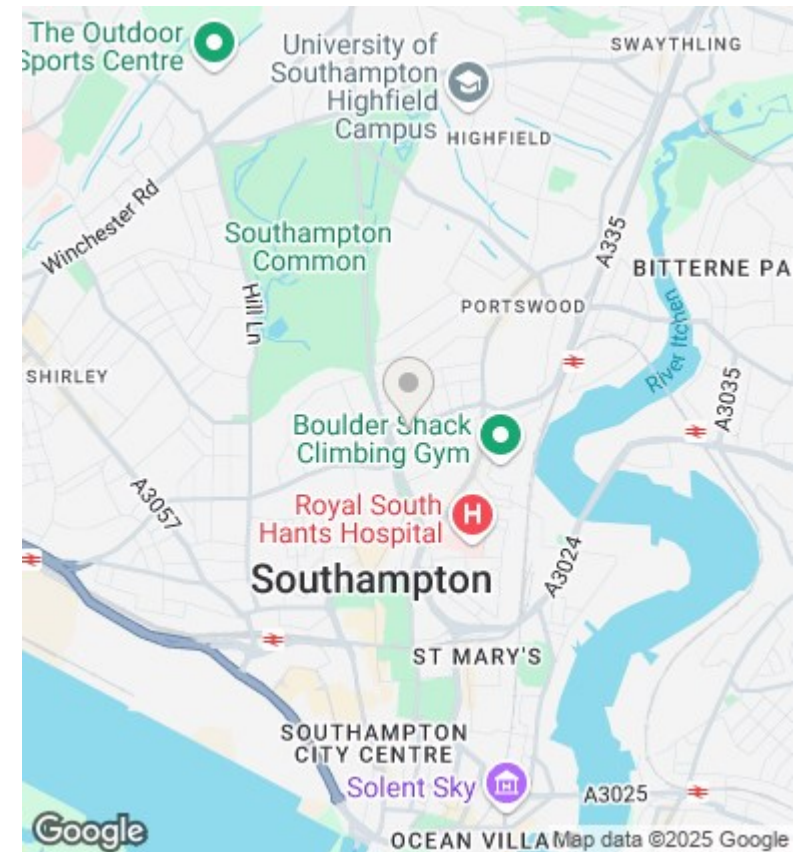 The Outdoor
Sports Centre
University of
Southampton
Highfield
Campus
SWAYTHLING
HIGHFIELD
Winchester Rd
Southampton
Common
A335
BITTERNE PA
Hill Ln
PORTSWOOD
River Itchen
SHIRLEY
A3035
Boulder Shack
Climbing Gym
A3057
Royal South
Hants Hospital
H
A3024
Southampton
ST MARY'S
SOUTHAMPTON
CITY CENTRE
Solent Sky
A3025
Google
OCEAN VILLA
Map data ©2025 Google